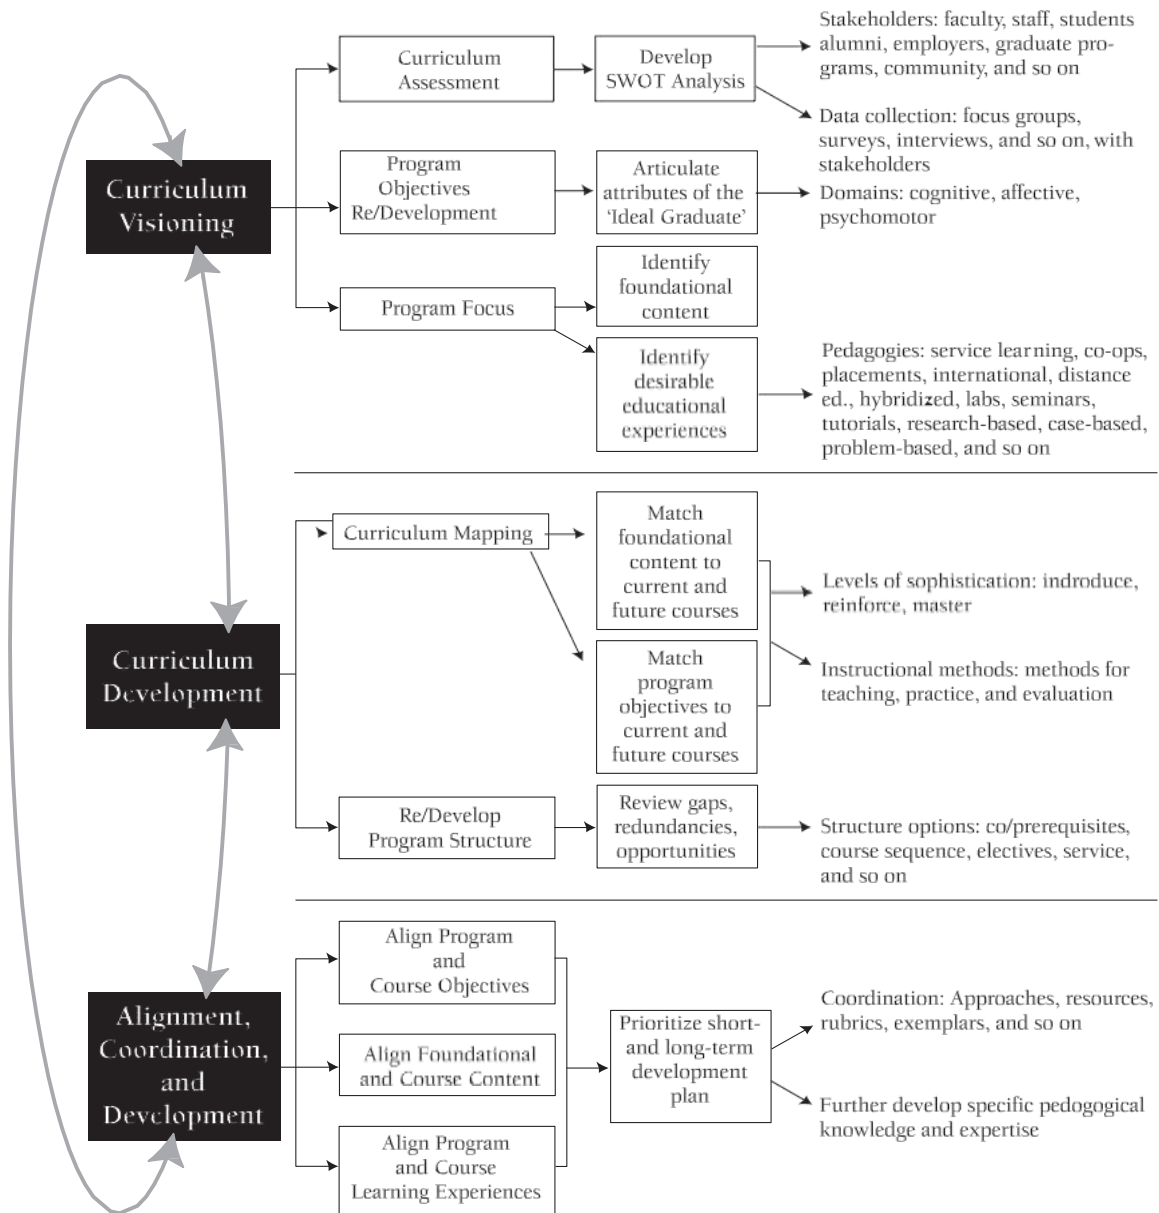 Curriculum
Visioning
Curriculum
Assessment
Develop
SWOT Analysis
Stakeholders: faculty, staff, students
alumni, employers, graduate pro-
grams, community, and so on
Data collection: focus groups,
surveys, interviews, and so on, with
stakeholders
Program
Objectives
Re/Development
Articulate
attributes of the
‘Ideal Graduate’
Domains: cognitive, affective,
psychomotor
Program Focus
Identify
foundational
content
Identify
desirable
educational
experiences
Pedagogies: service learning, co-ops,
placements, international, distance
ed., hybridized, labs, seminars,
tutorials, research-based, case-based,
problem-based, and so on
Curriculum
Development
Curriculum Mapping
Match
foundational
content to
current and
future courses
Match
program
objectives to
current and
future courses
Levels of sophistication: indroduce,
reinforce, master
Instructional methods: methods for
teaching, practice, and evaluation
Re/Develop
Program Structure
Review gaps,
redundancies,
opportunities
Structure options: co/prerequisites,
course sequence, electives, service,
and so on
Alignment,
Coordination,
and
Development
Align Program
and
Course Objectives
Align Foundational
and Course Content
Align Program
and Course
Learning Experiences
Prioritize short-
and long-term
development
plan
Coordination: Approaches, resources,
rubrics, exemplars, and so on
Further develop specific pedogogical
knowledge and expertise